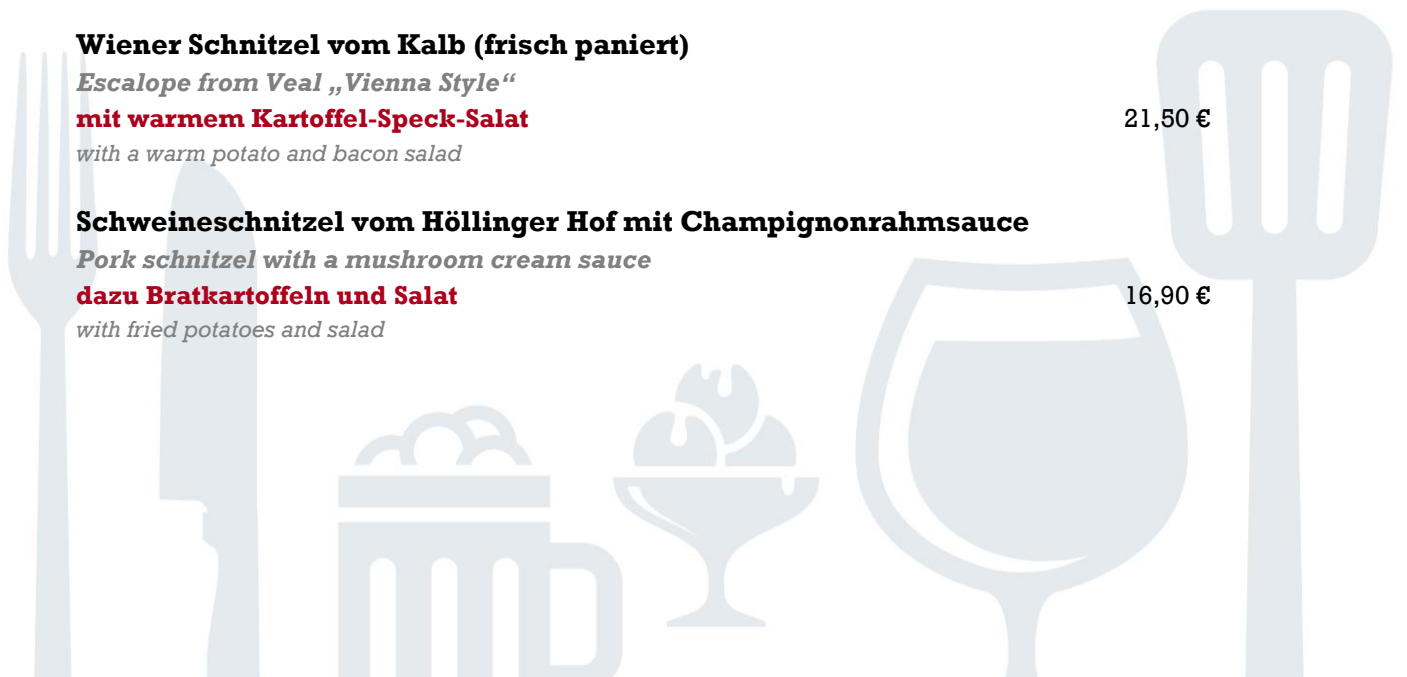 Wiener Schnitzel vom Kalb (frisch paniert)
Escalope from Veal „Vienna Style“
mit warmem Kartoffel-Speck-Salat 21,50 €
with a warm potato and bacon salad
Schweineschnitzel vom Höllinger Hof mit Champignonrahmsauce
Pork schnitzel with a mushroom cream sauce
dazu Bratkartoffeln und Salat 16,90 €
with fried potatoes and salad